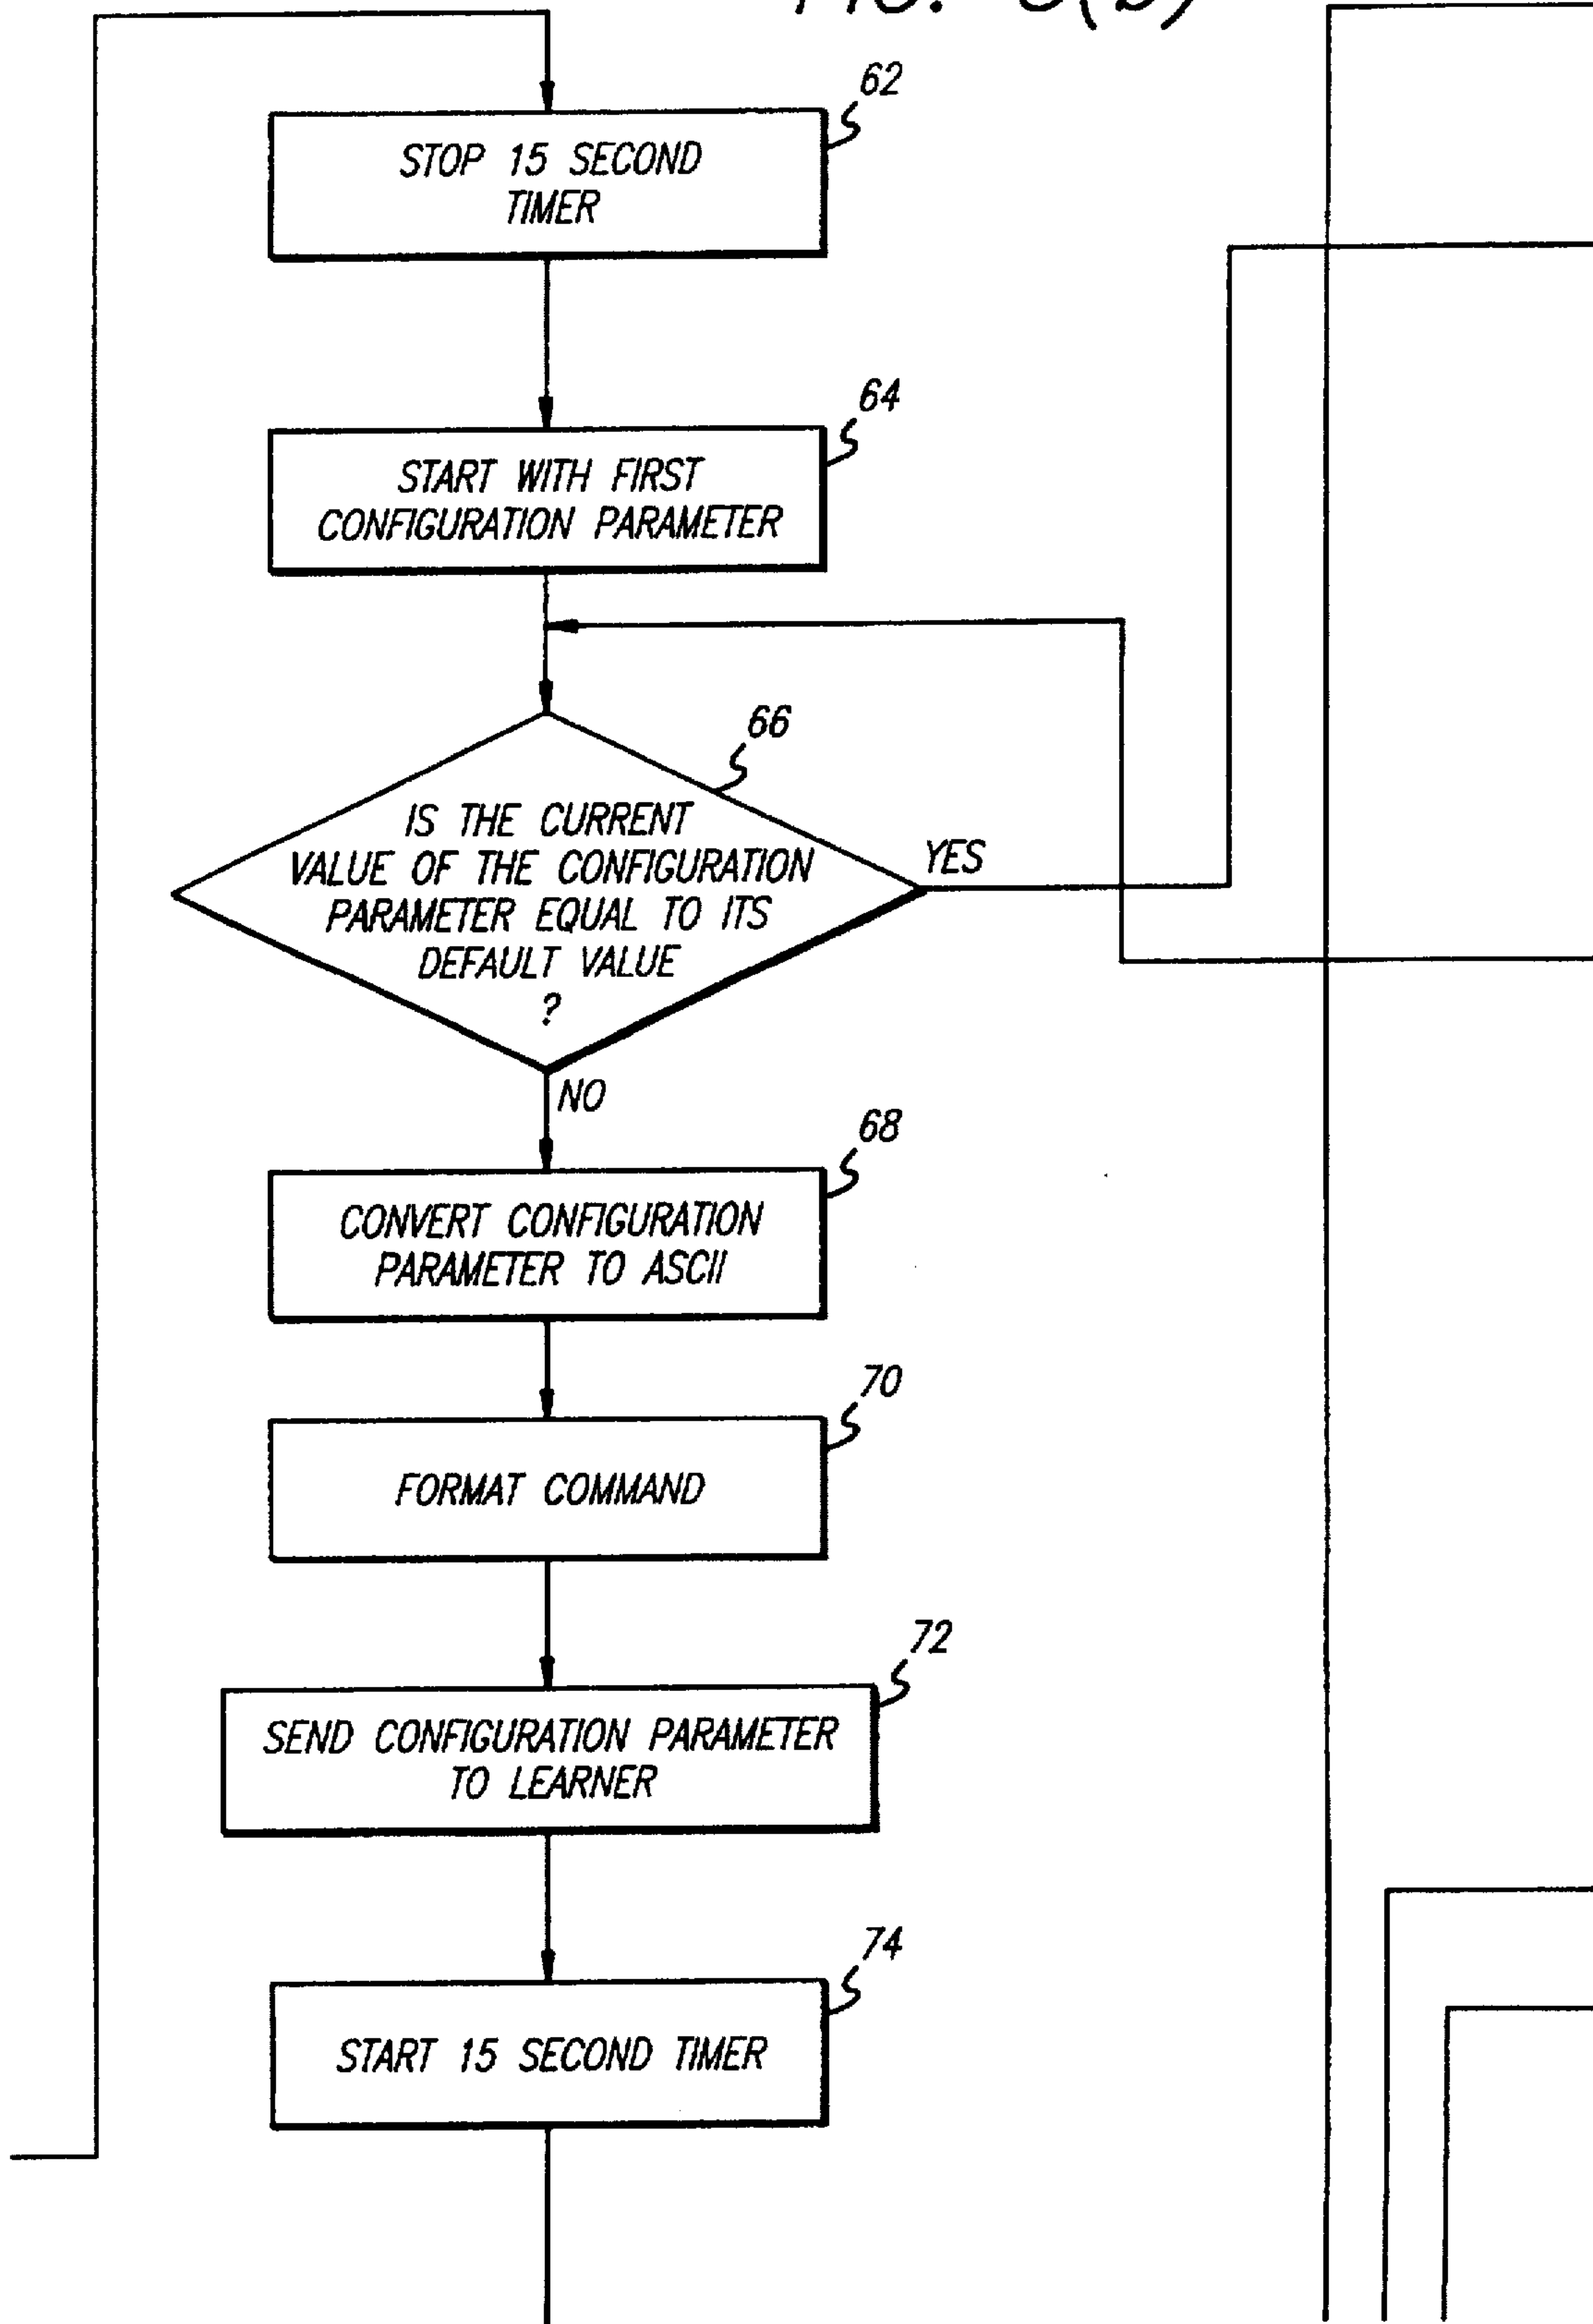 62
STOP 15 SECOND
TIMER
64
START WITH FIRST
CONFIGURATION PARAMETER
66
IS THE CURRENT
VALUE OF THE CONFIGURATION
PARAMETER EQUAL TO ITS
DEFAULT VALUE
?
YES
NO
68
CONVERT CONFIGURATION
PARAMETER TO ASCII
70
FORMAT COMMAND
72
SEND CONFIGURATION PARAMETER
TO LEARNER
74
START 15 SECOND TIMER